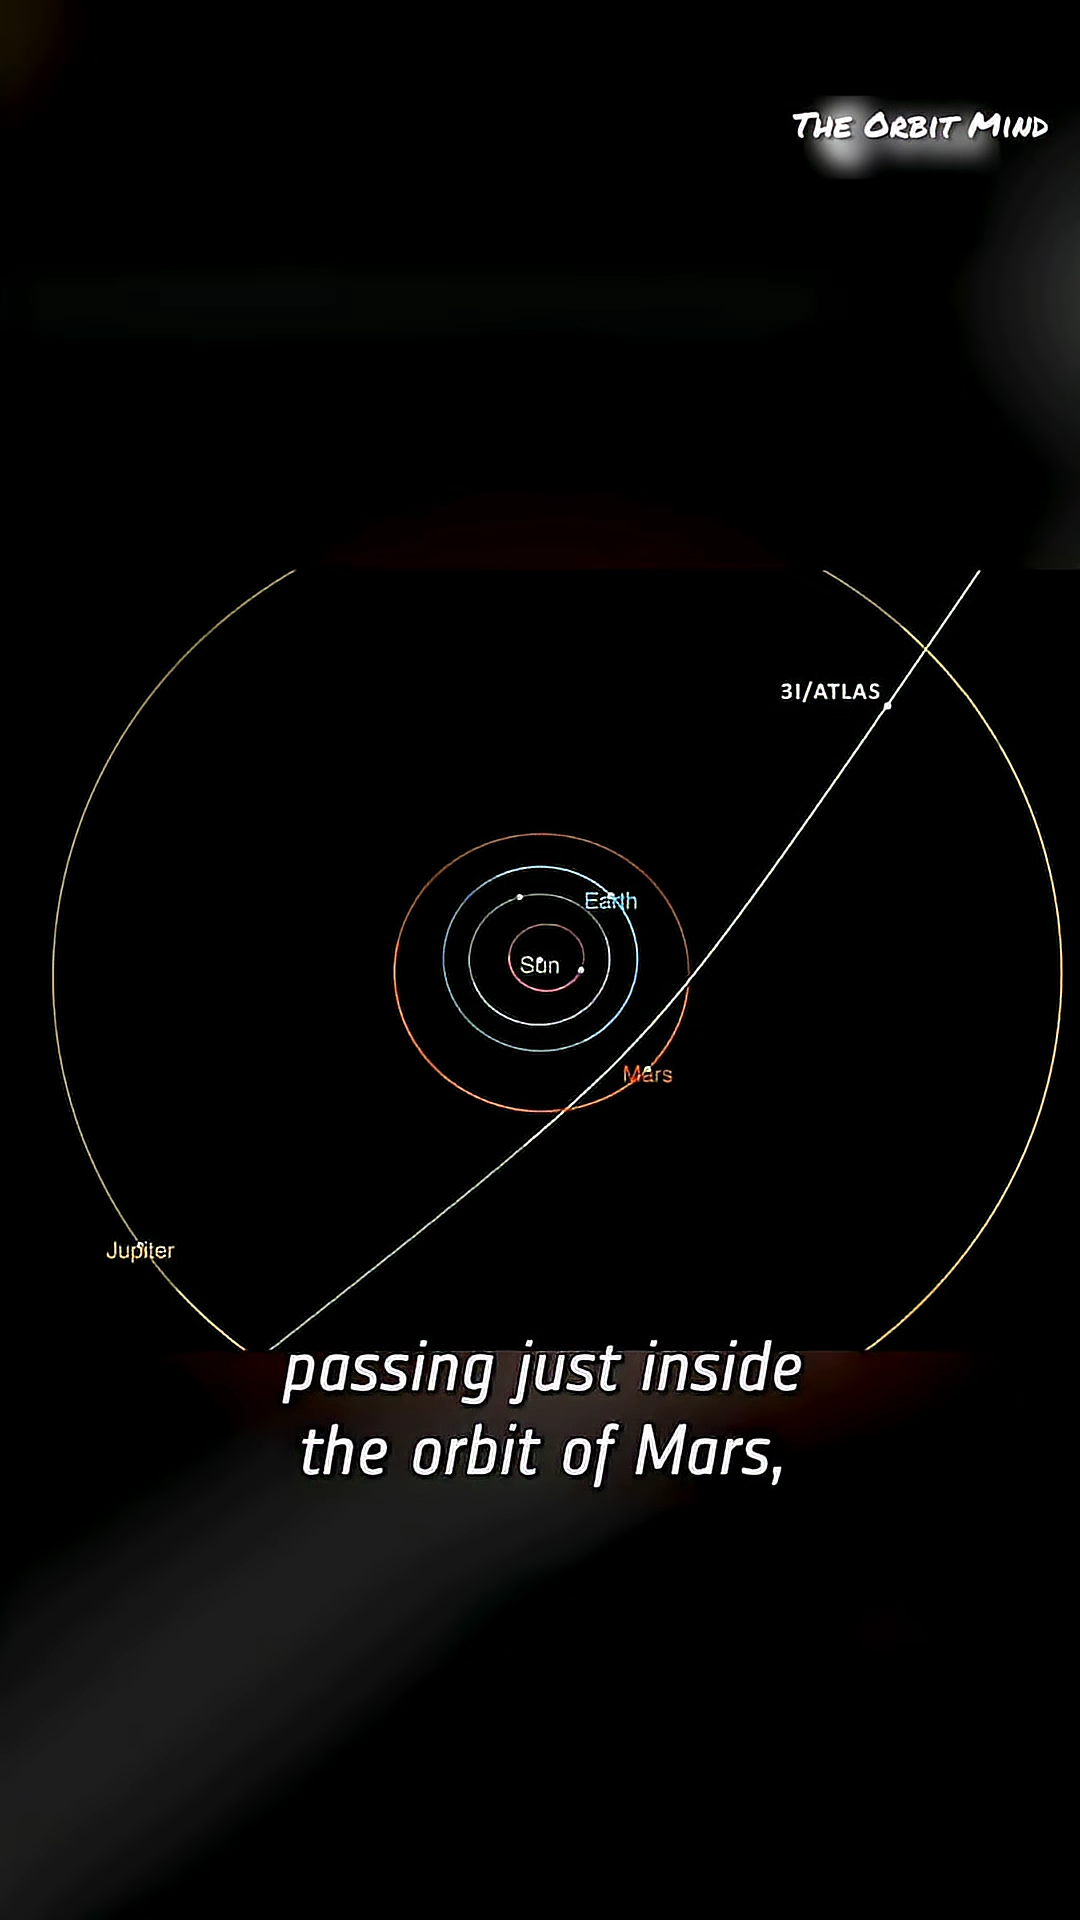 The Orbit Mind
3I/ATLAS
Earth
Sun
Mars
Jupiter
passing just inside
the orbit of Mars,